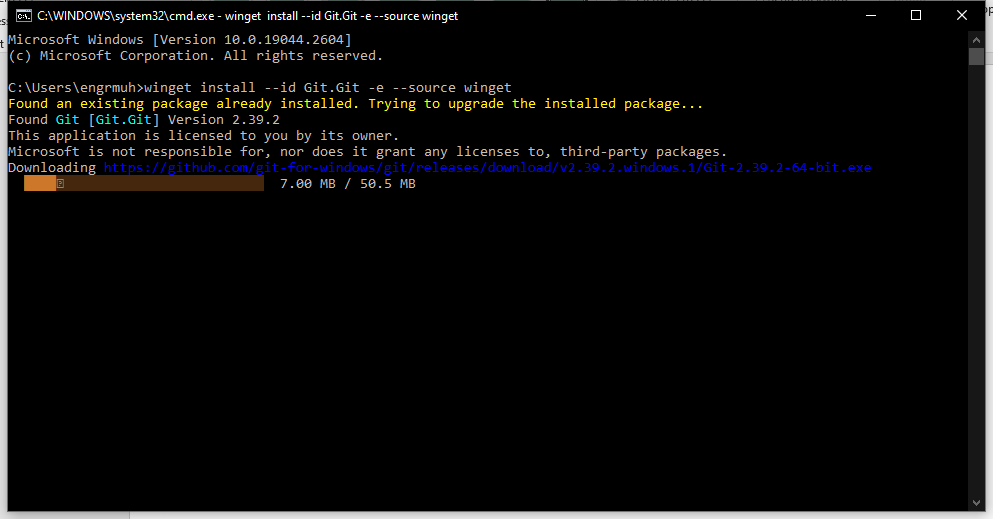 C:\WINDOWS\system32\cmd.exe - winget install --id Git.Git -e --source winget
Microsoft Windows [Version 10.0.19044.2604]
(c) Microsoft Corporation. All rights reserved.
C:\Users\engrmuh>winget install --id Git.Git -e --source winget
Found an existing package already installed. Trying to upgrade the installed package...
Found Git [Git.Git] Version 2.39.2
This application is licensed to you by its owner.
Microsoft is not responsible for, nor does it grant any licenses to, third-party packages.
Downloading https://github.com/git-for-windows/git/releases/download/v2.39.2.windows.1/Git-2.39.2-64-bit.exe
7.00 MB / 50.5 MB